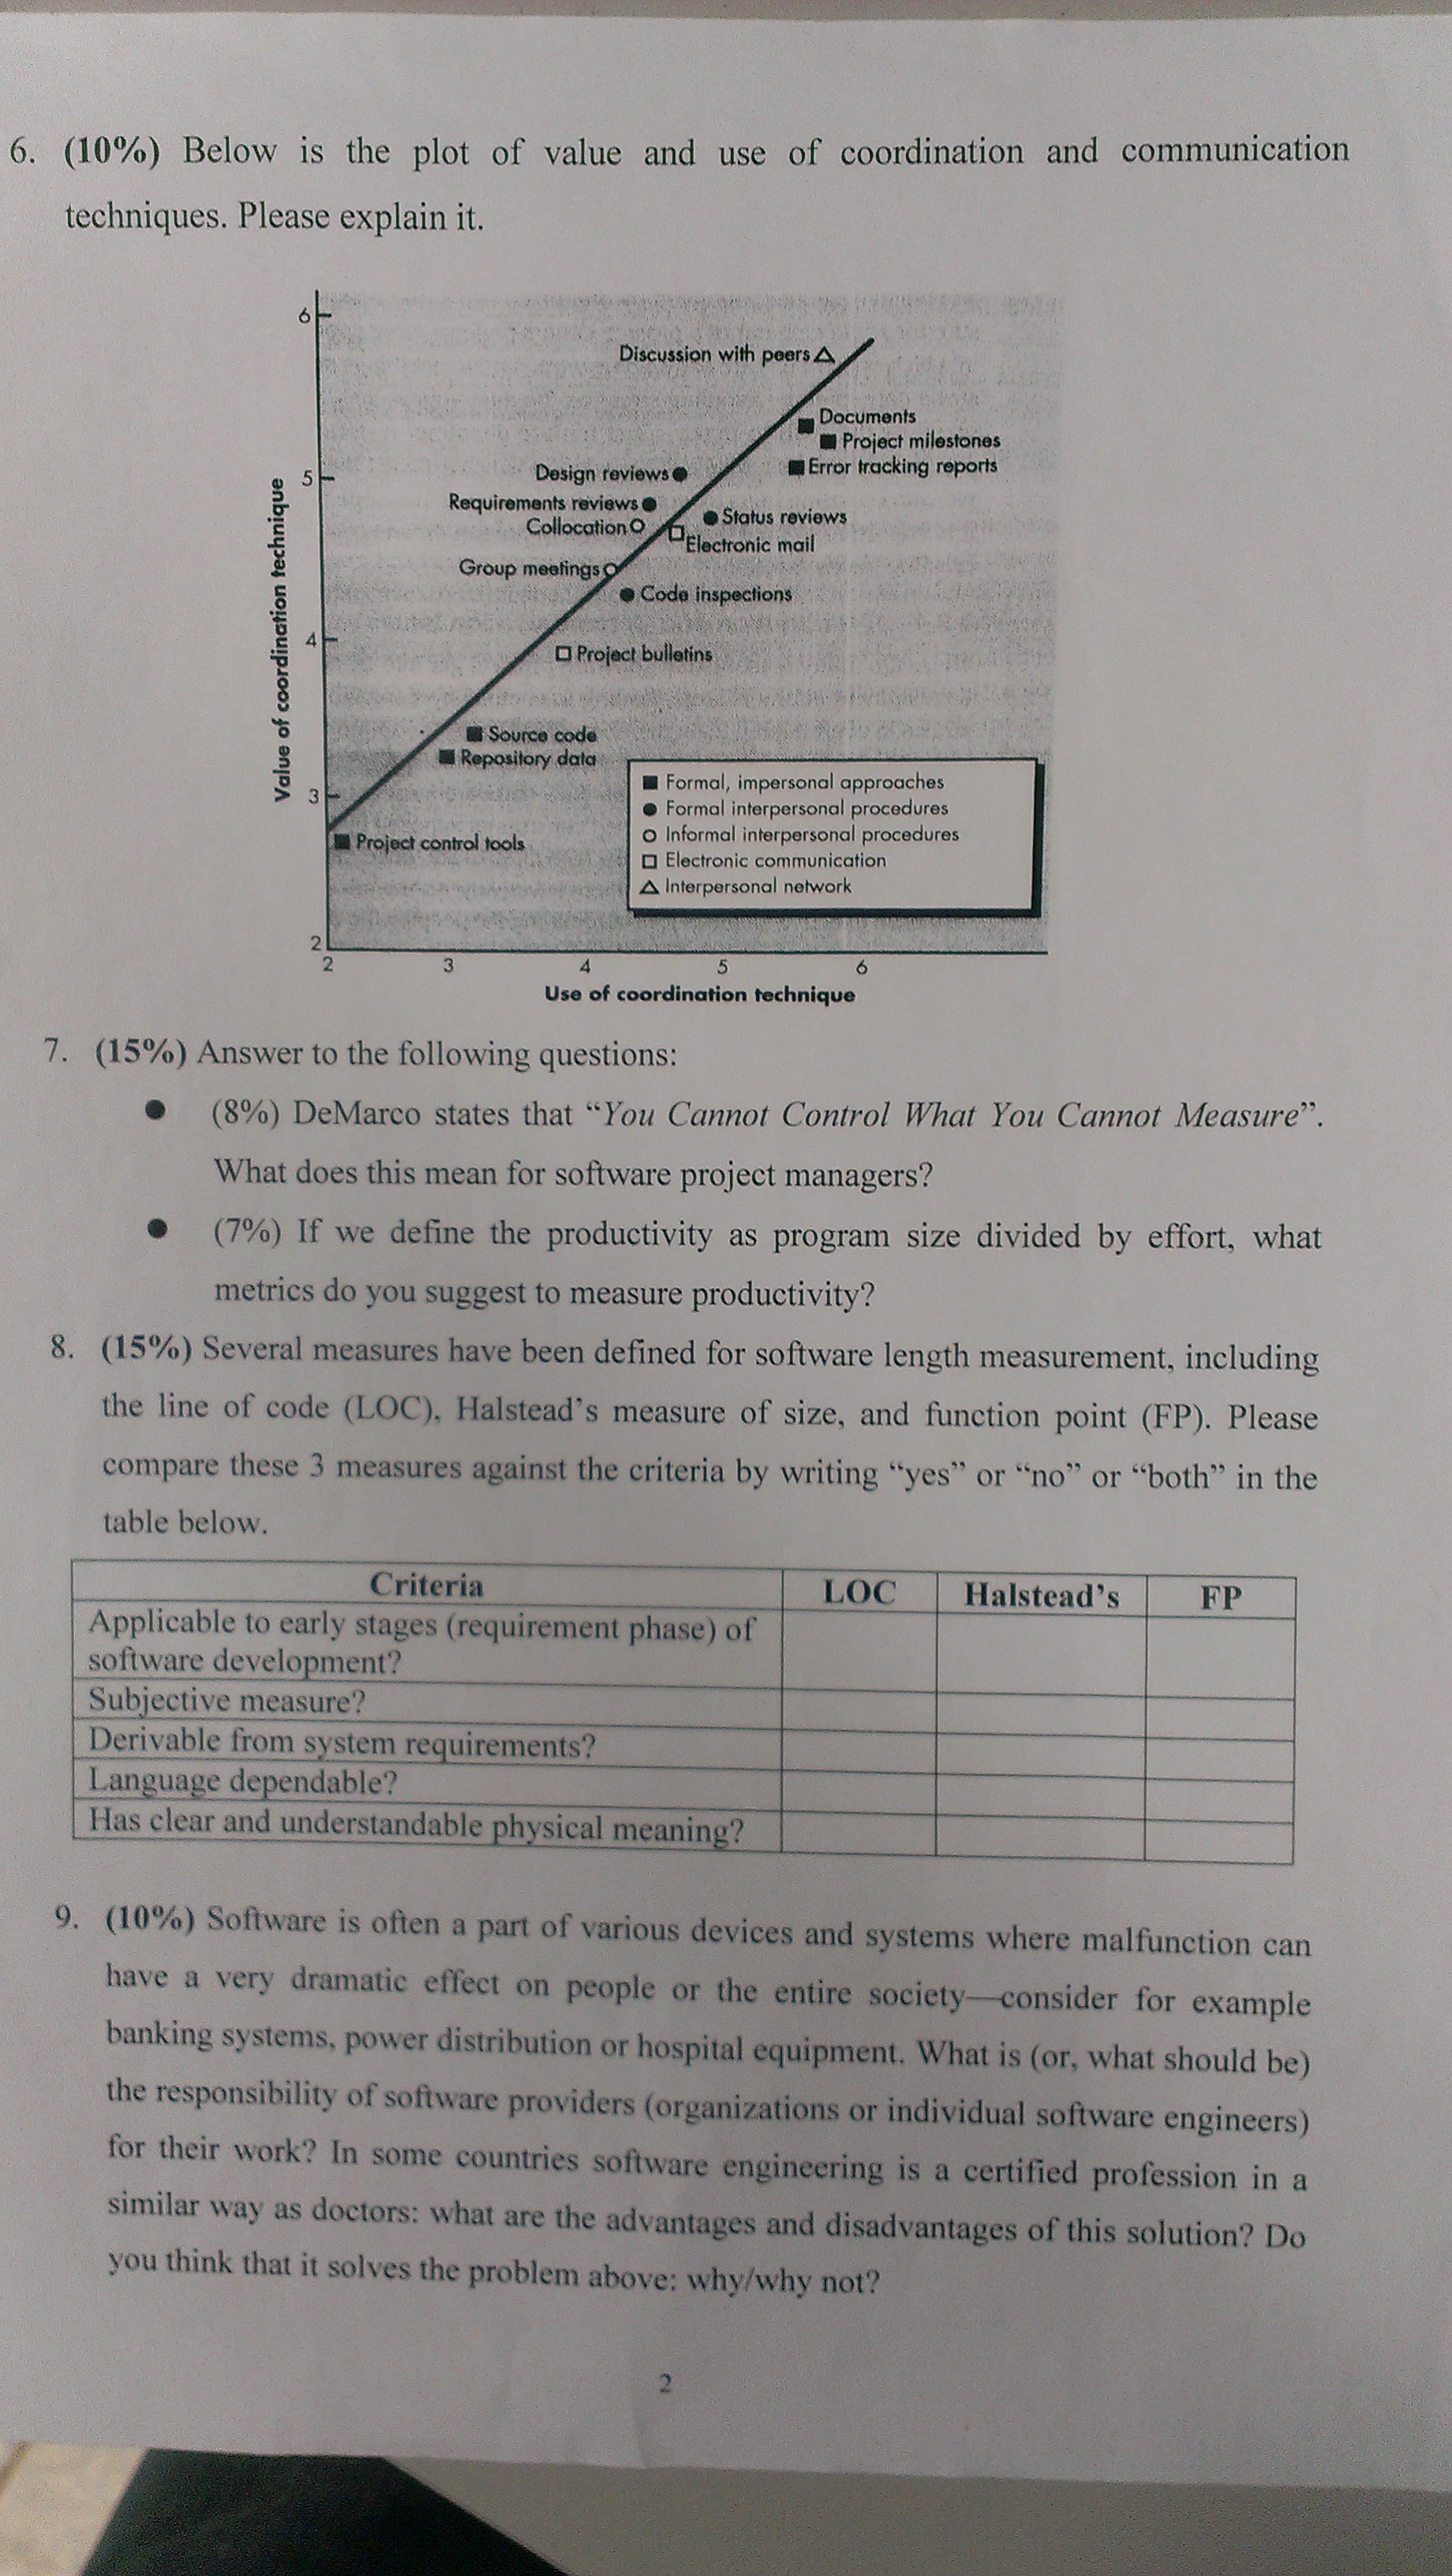 6. (10%) Below is the plot of value and use of coordination and communication
techniques. Please explain it.
6
Discussion with peers
Documents
Project milestones
Error tracking reports
Design reviews
5
Requirements reviews
Status reviews
Collocation
Electronic mail
Group meetings
Code inspections
4
Project bulletins
Value of coordination technique
Source code
Repository data
3
Project control tools
Formal, impersonal approaches
Formal interpersonal procedures
Informal interpersonal procedures
Electronic communication
Interpersonal network
2
2 3 4 5 6
Use of coordination technique
7. (15%) Answer to the following questions:
● (8%) DeMarco states that “You Cannot Control What You Cannot Measure”.
What does this mean for software project managers?
● (7%) If we define the productivity as program size divided by effort, what
metrics do you suggest to measure productivity?
8. (15%) Several measures have been defined for software length measurement, including
the line of code (LOC), Halstead’s measure of size, and function point (FP). Please
compare these 3 measures against the criteria by writing “yes” or “no” or “both” in the
table below.
Criteria LOC Halstead’s FP
Applicable to early stages (requirement phase) of
software development?
Subjective measure?
Derivable from system requirements?
Language dependable?
Has clear and understandable physical meaning?
9. (10%) Software is often a part of various devices and systems where malfunction can
have a very dramatic effect on people or the entire society—consider for example
banking systems, power distribution or hospital equipment. What is (or, what should be)
the responsibility of software providers (organizations or individual software engineers)
for their work? In some countries software engineering is a certified profession in a
similar way as doctors: what are the advantages and disadvantages of this solution? Do
you think that it solves the problem above: why/why not?
2